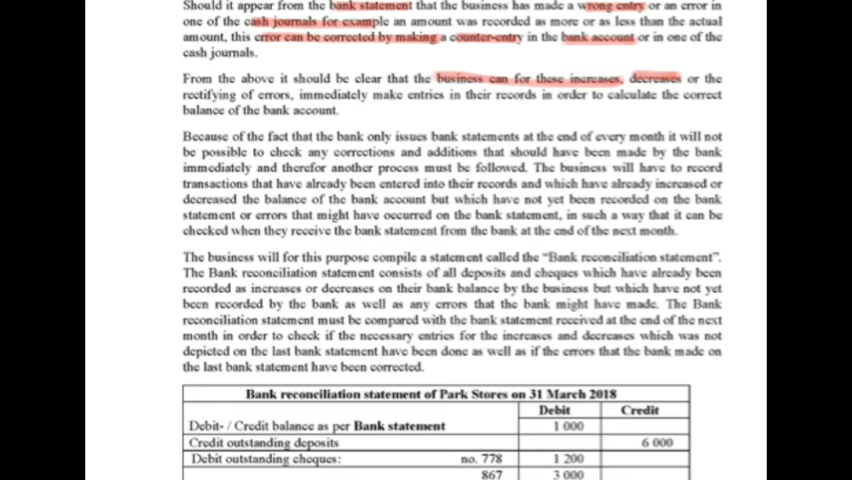 Should it appear from the bank statement that the business has made a wrong entry or an error in
one of the cash journals for example an amount was recorded as more or as less than the actual
amount, this error can be corrected by making a counter-entry in the bank account or in one of the
cash journals.
From the above it should be clear that the business can for these increases, decreases or the
rectifying of errors, immediately make entries in their records in order to calculate the correct
balance of the bank account.
Because of the fact that the bank only issues bank statements at the end of every month it will not
be possible to check any corrections and additions that should have been made by the bank
immediately and therefor another process must be followed. The business will have to record
transactions that have already been entered into their records and which have already increased or
decreased the balance of the bank account but which have not yet been recorded on the bank
statement or errors that might have occurred on the bank statement, in such a way that it can be
checked when they receive the bank statement from the bank at the end of the next month.
The business will for this purpose compile a statement called the “Bank reconciliation statement”.
The Bank reconciliation statement consists of all deposits and cheques which have already been
recorded as increases or decreases on their bank balance by the business but which have not yet
been recorded by the bank as well as any errors that the bank might have made. The Bank
reconciliation statement must be compared with the bank statement received at the end of the next
month in order to check if the necessary entries for the increases and decreases which was not
depicted on the last bank statement have been done as well as if the errors that the bank made on
the last bank statement have been corrected.
Bank reconciliation statement of Park Stores on 31 March 2018
Debit Credit
Debit- / Credit balance as per Bank statement 1 000
Credit outstanding deposits 6 000
Debit outstanding cheques: no. 778 1 200
867 3 000